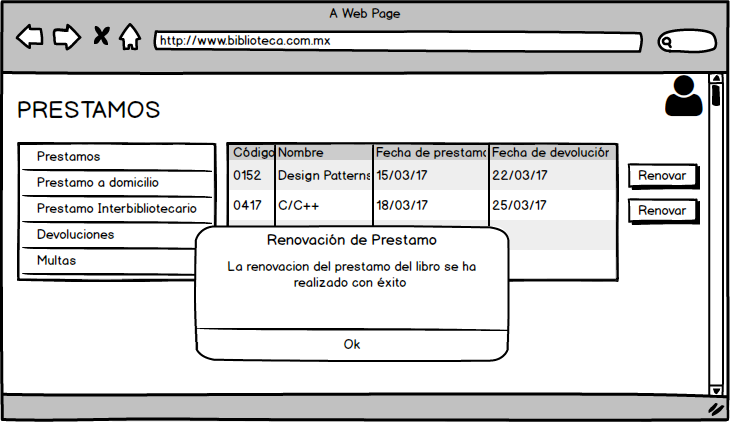 A Web Page
http://www.biblioteca.com.mx
PRESTAMOS
Prestamos
Prestamo a domicilio
Prestamo Interbibliotecario
Devoluciones
Multas
Código Nombre Fecha de prestamo Fecha de devolución
0152 Design Patterns 15/03/17 22/03/17 Renovar
0417 C/C++ 18/03/17 25/03/17 Renovar
Renovación de Prestamo
La renovacion del prestamo del libro se ha
realizado con éxito
Ok